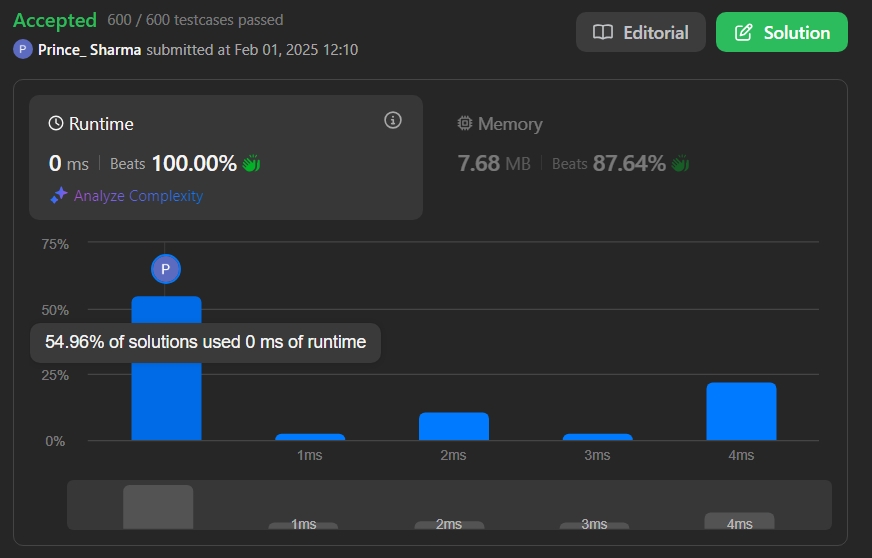 Accepted 600 / 600 testcases passed
P Prince_ Sharma submitted at Feb 01, 2025 12:10
Editorial
Solution
Runtime
0 ms | Beats 100.00%
Analyze Complexity
Memory
7.68 MB | Beats 87.64%
75%
P
50%
54.96% of solutions used 0 ms of runtime
25%
0%
1ms 2ms 3ms 4ms
1ms 2ms 3ms 4ms